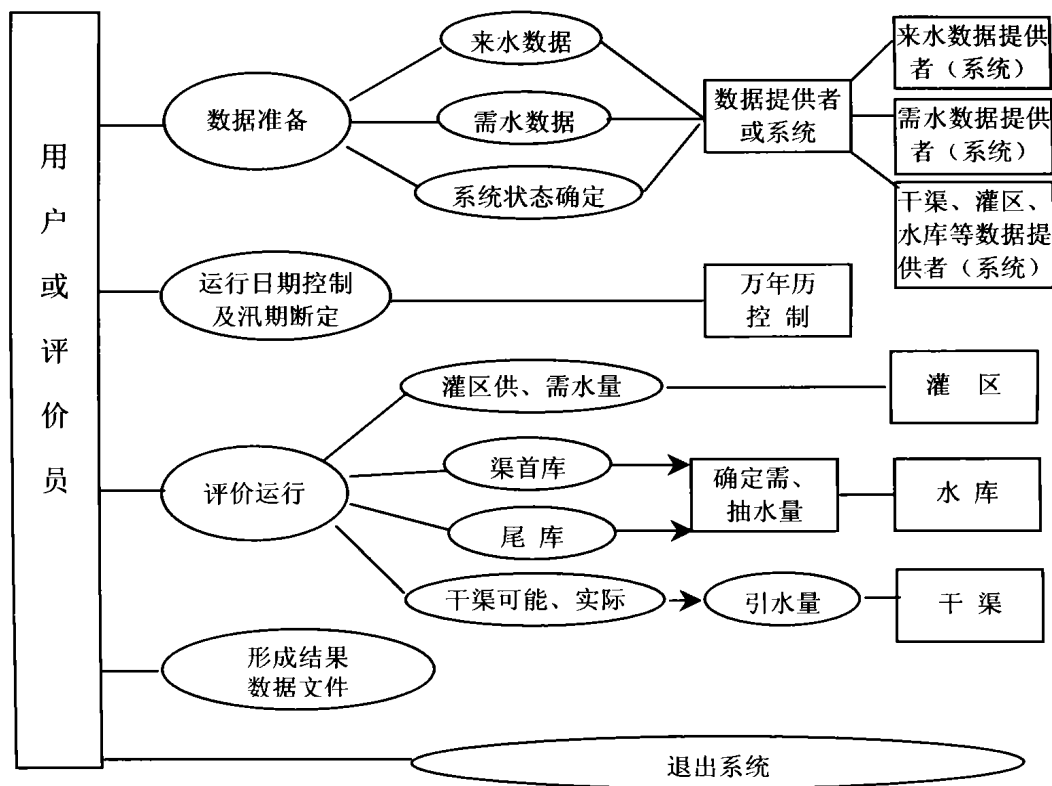 用户或评价员
数据准备
来水数据
需水数据
系统状态确定
数据提供者
或系统
来水数据提供
者（系统）
需水数据提供
者（系统）
干渠、灌区、
水库等数据提
供者（系统）
运行日期控制
及汛期断定
万年历
控 制
评价运行
灌区供、需水量
灌 区
渠首库
尾 库
确定需、
抽水量
水 库
干渠可能、实际
引水量
干 渠
形成结果
数据文件
退出系统